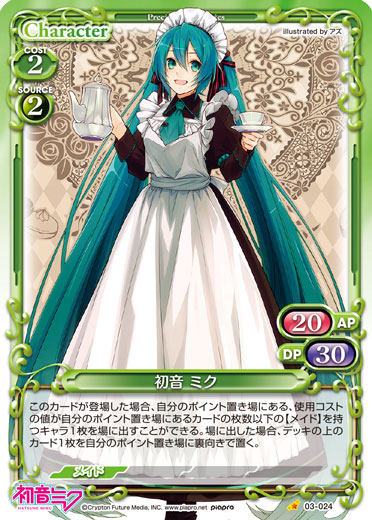 Character
illustrated by アズ
COST
2
SOURCE
2
20 AP
DP 30
初音 ミク
このカードが登場した場合、自分のポイント置き場にある、使用コスト
の値が自分のポイント置き場にあるカードの枚数以下の【メイド】を持
つキャラ1枚を場に出すことができる。場に出した場合、デッキの上の
カード1枚を自分のポイント置き場に裏向きで置く。
メイド
初音ミク
HATSUNE MIKU
©Crypton Future Media, INC. www.piapro.net piapro
03-024